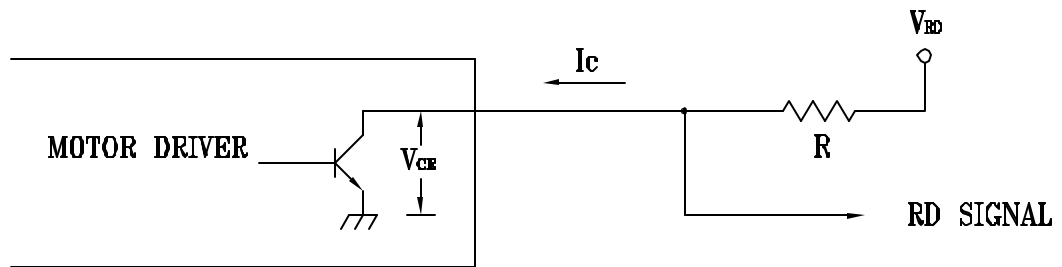 V_RD
Ic
MOTOR DRIVER
V_CE
R
RD SIGNAL